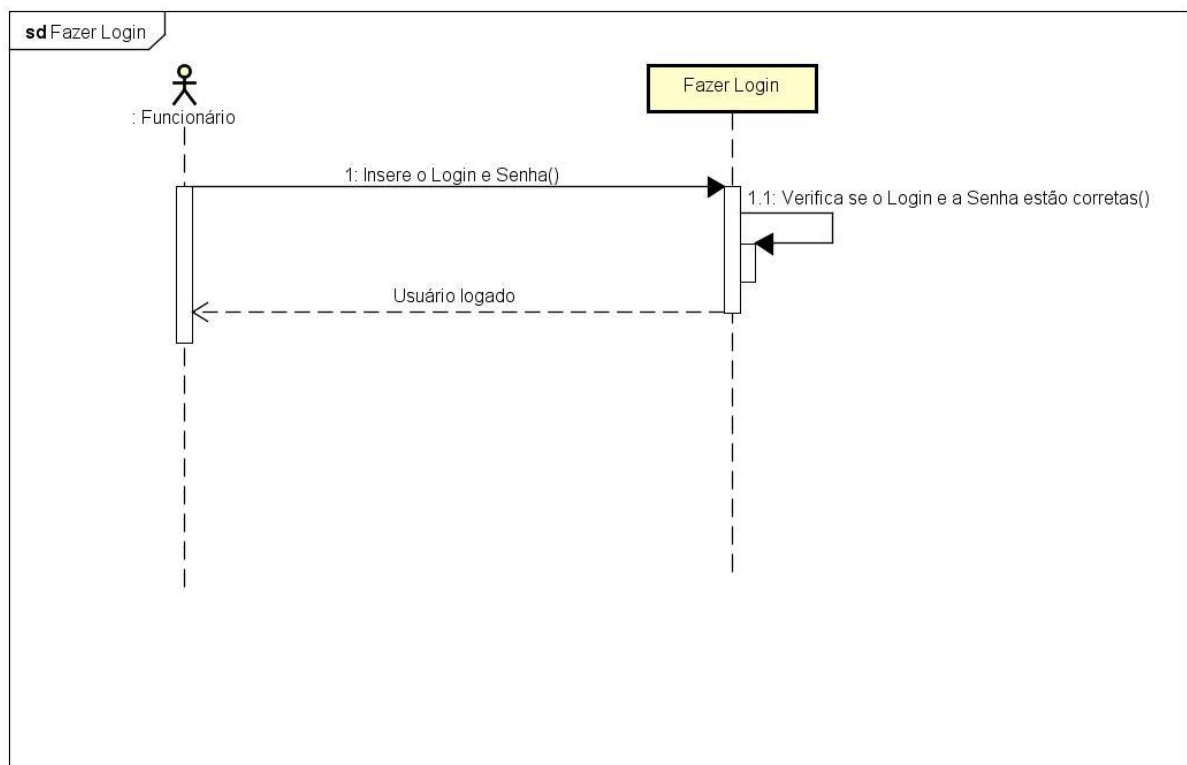 sd Fazer Login
: Funcionário
Fazer Login
1: Insere o Login e Senha()
1.1: Verifica se o Login e a Senha estão corretas()
Usuário logado